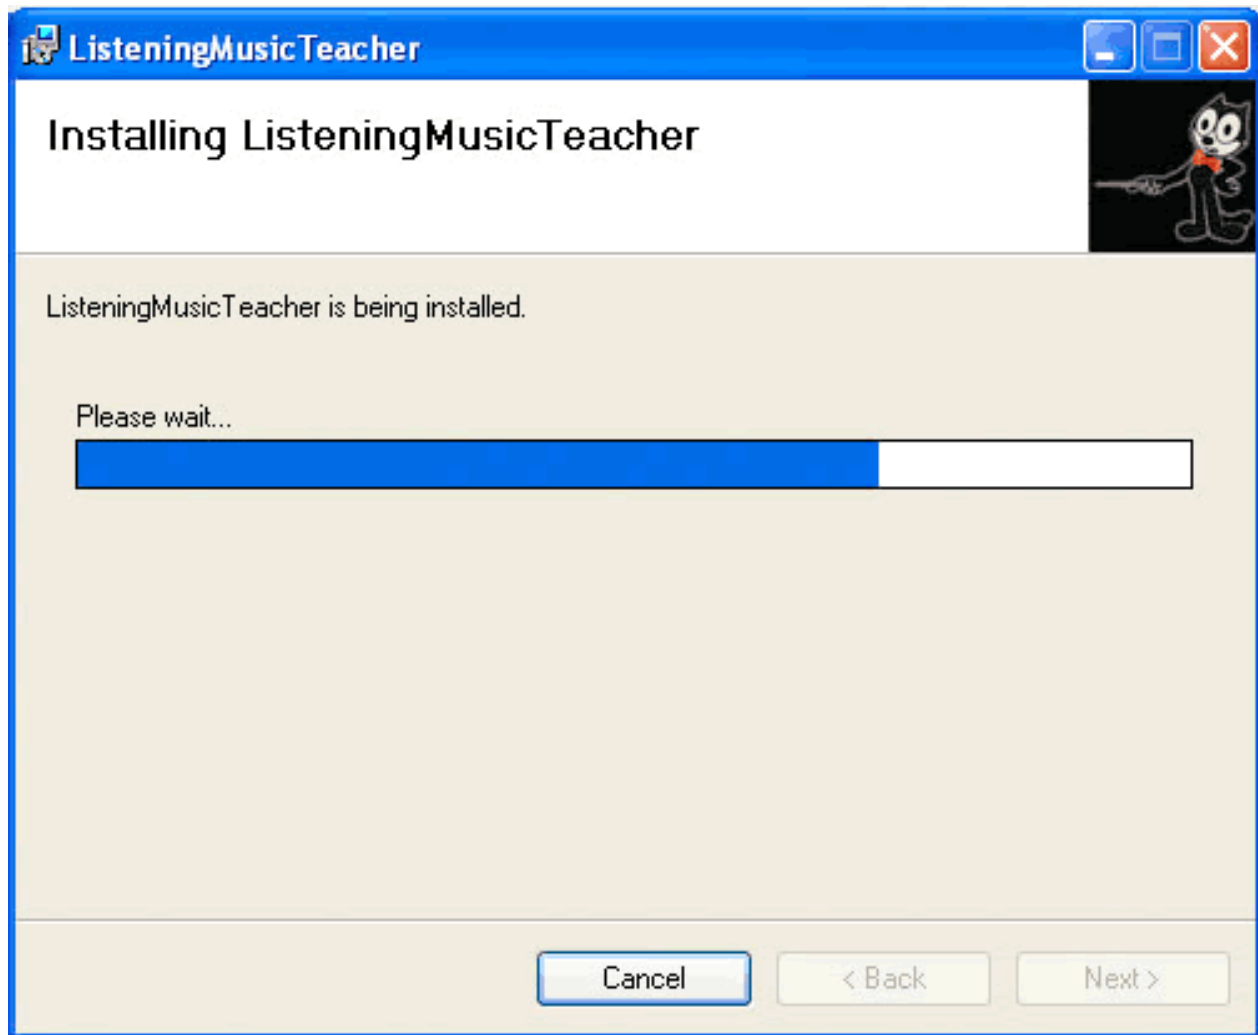 ListeningMusicTeacher
Installing ListeningMusicTeacher
ListeningMusicTeacher is being installed.
Please wait...
Cancel
< Back
Next >